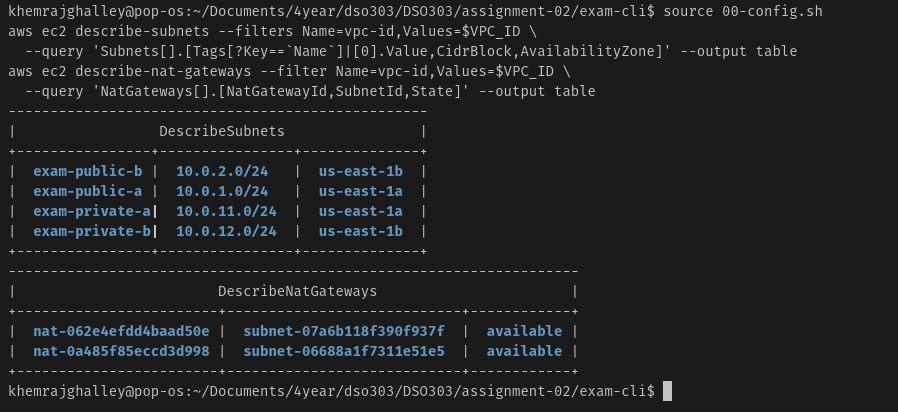 khemrajghalley@pop-os:~/Documents/4year/dso303/DSO303/assignment-02/exam-cli$ source 00-config.sh
aws ec2 describe-subnets --filters Name=vpc-id,Values=$VPC_ID \
  --query 'Subnets[].[Tags[?Key==`Name`]|[0].Value,CidrBlock,AvailabilityZone]' --output table
aws ec2 describe-nat-gateways --filter Name=vpc-id,Values=$VPC_ID \
  --query 'NatGateways[].[NatGatewayId,SubnetId,State]' --output table
--------------------------------------------------
|                 DescribeSubnets                |
+----------------+----------------+--------------+
|  exam-public-b |  10.0.2.0/24   |  us-east-1b  |
|  exam-public-a |  10.0.1.0/24   |  us-east-1a  |
|  exam-private-a|  10.0.11.0/24  |  us-east-1a  |
|  exam-private-b|  10.0.12.0/24  |  us-east-1b  |
+----------------+----------------+--------------+
--------------------------------------------------------------------
|                        DescribeNatGateways                       |
+------------------------+----------------------------+------------+
|  nat-062e4efdd4baad50e |  subnet-07a6b118f390f937f  |  available |
|  nat-0a485f85eccd3d998 |  subnet-06688a1f7311e51e5  |  available |
+------------------------+----------------------------+------------+
khemrajghalley@pop-os:~/Documents/4year/dso303/DSO303/assignment-02/exam-cli$